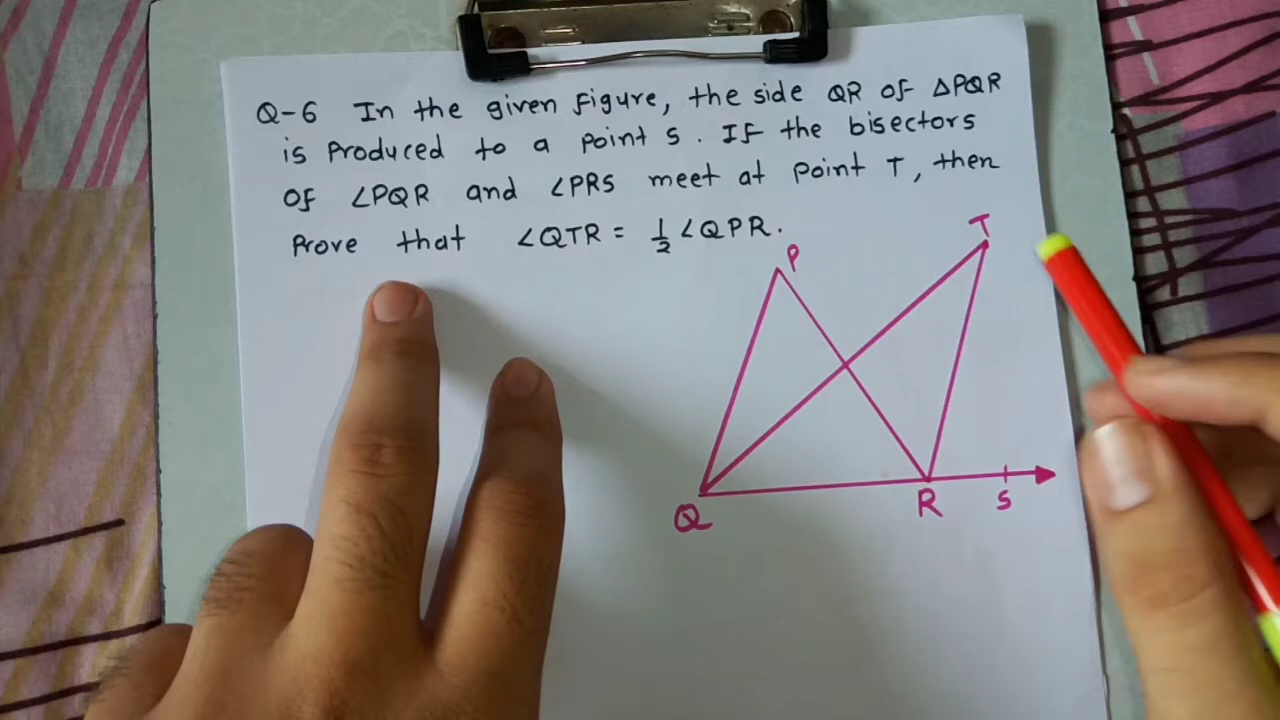 Q-6 In the given figure, the side QR of ΔPQR
is produced to a point S. If the bisectors
of ∠PQR and ∠PRS meet at point T, then
Prove that ∠QTR = 1/2 ∠QPR.
T
P
Q
R
S